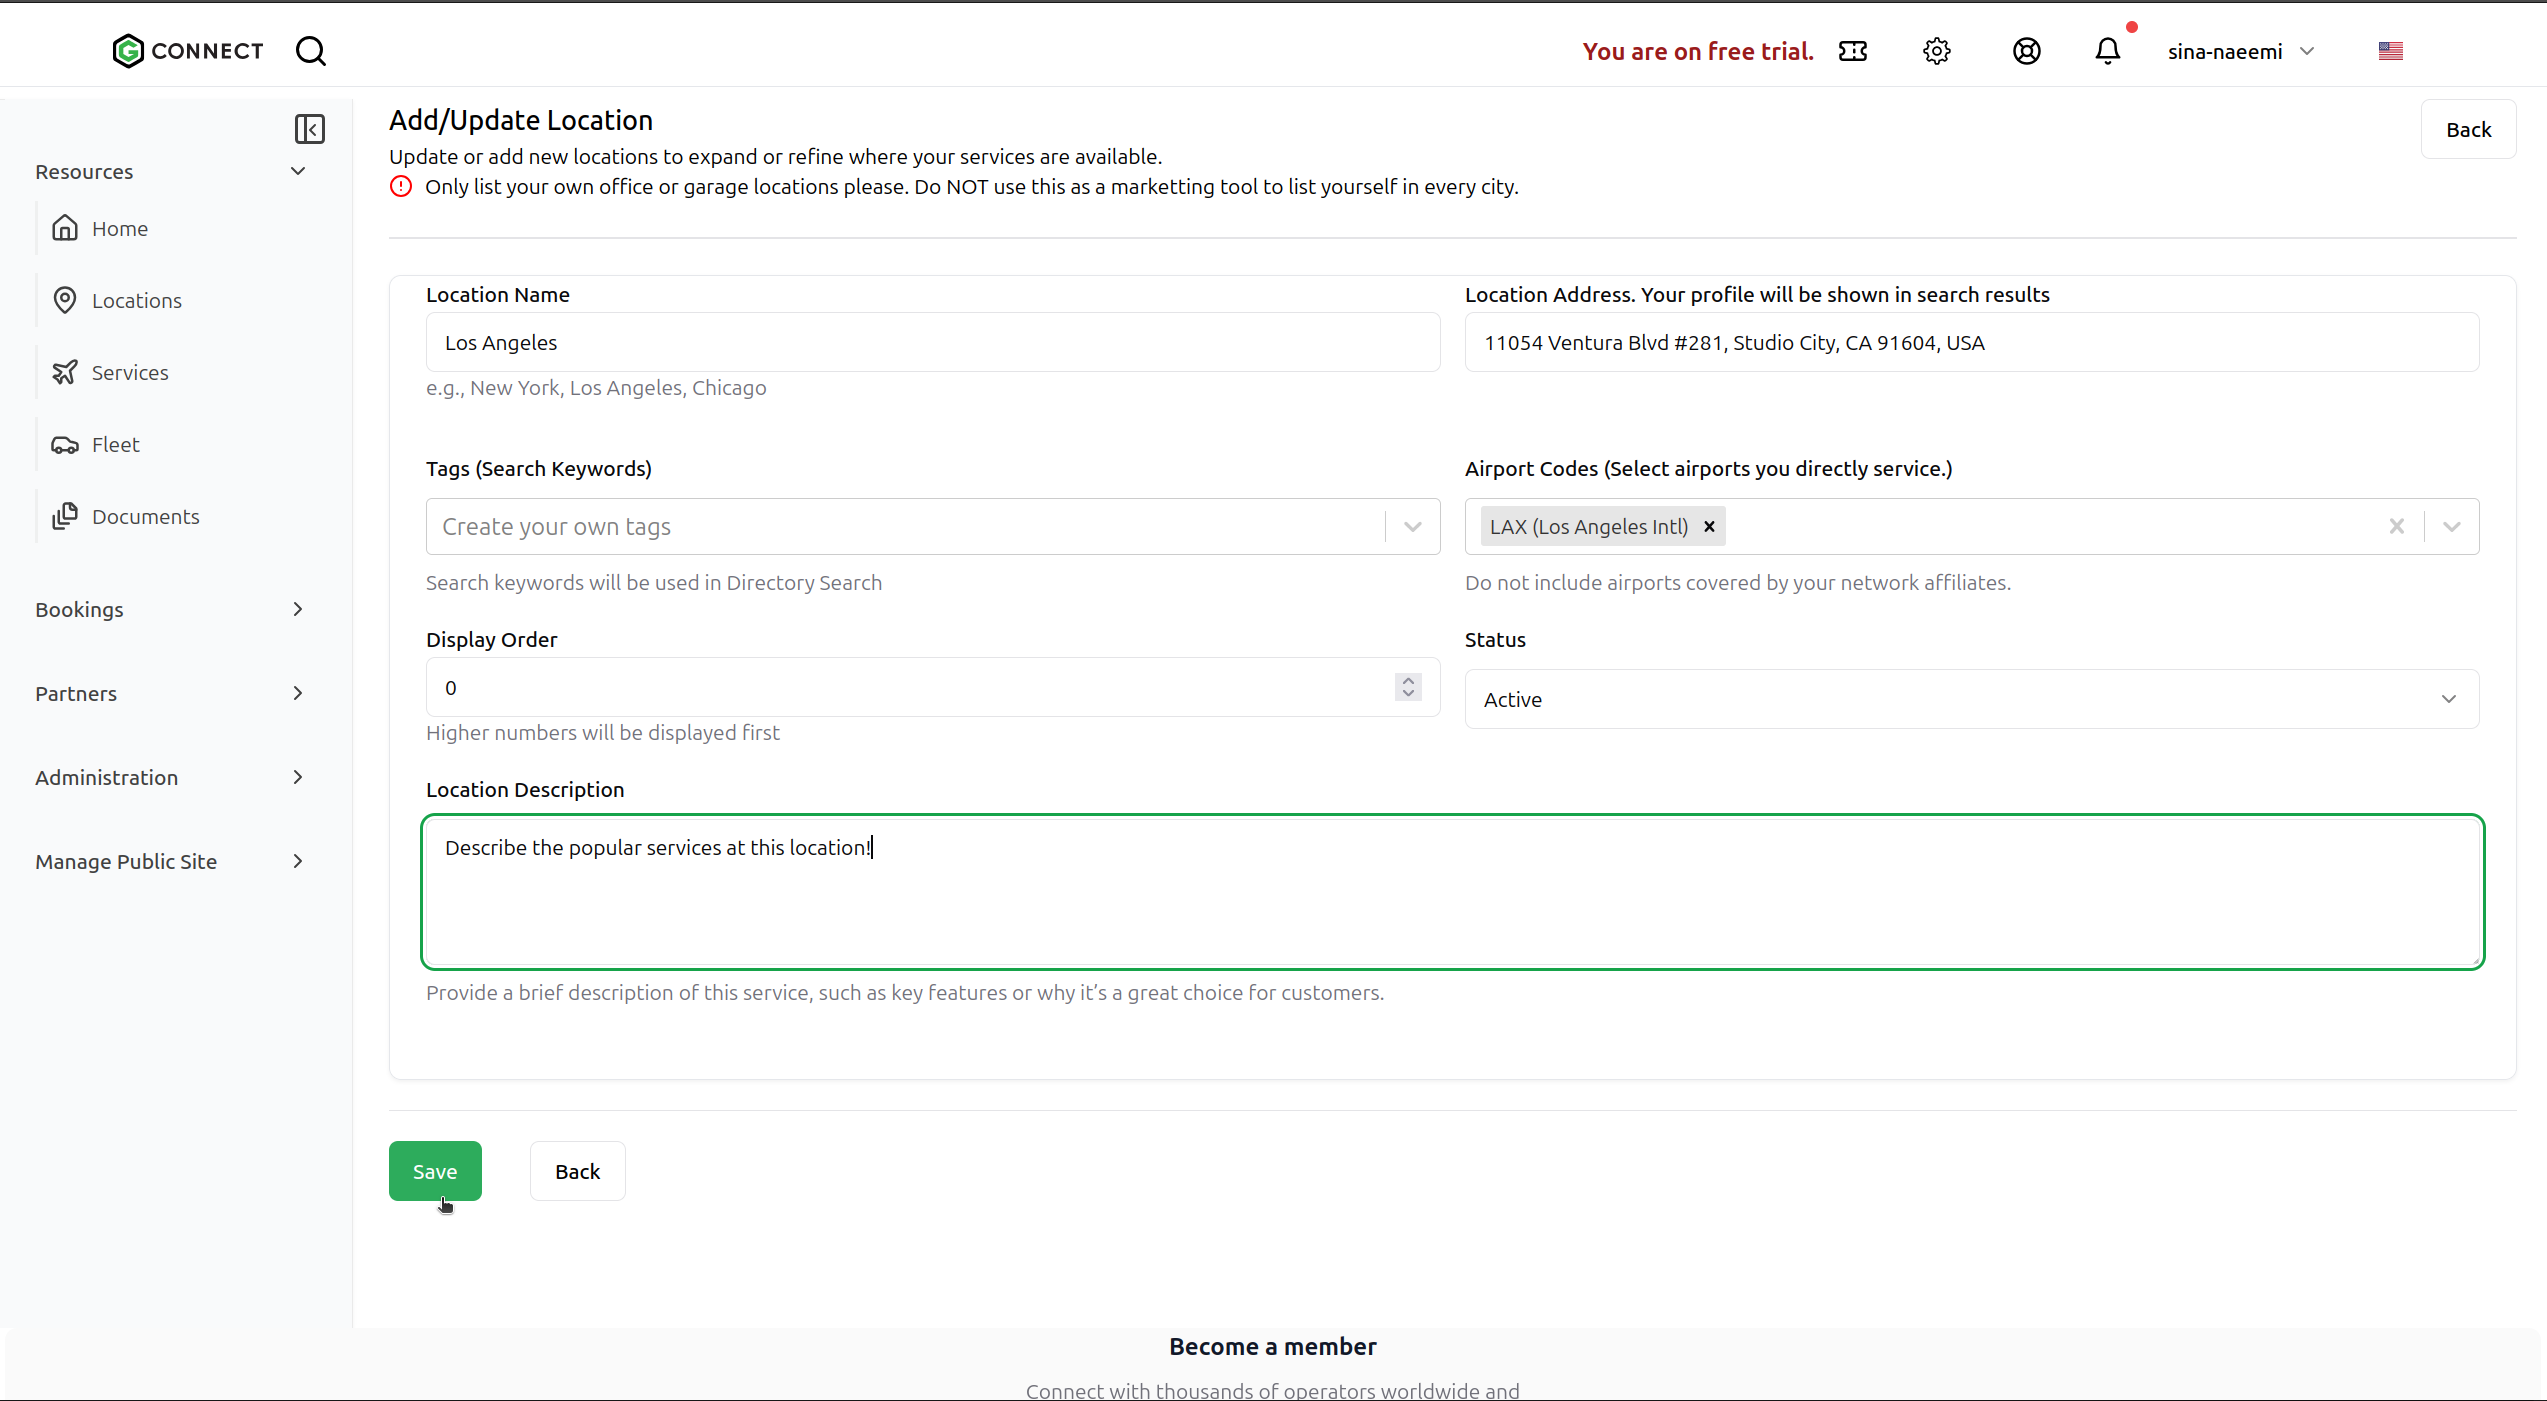 CONNECT
You are on free trial.
sina-naeemi
Resources
Home
Locations
Services
Fleet
Documents
Bookings
Partners
Administration
Manage Public Site
Add/Update Location
Back
Update or add new locations to expand or refine where your services are available.
Only list your own office or garage locations please. Do NOT use this as a marketting tool to list yourself in every city.
Location Name
Los Angeles
e.g., New York, Los Angeles, Chicago
Location Address. Your profile will be shown in search results
11054 Ventura Blvd #281, Studio City, CA 91604, USA
Tags (Search Keywords)
Create your own tags
Search keywords will be used in Directory Search
Airport Codes (Select airports you directly service.)
LAX (Los Angeles Intl)
Do not include airports covered by your network affiliates.
Display Order
0
Higher numbers will be displayed first
Status
Active
Location Description
Describe the popular services at this location!
Provide a brief description of this service, such as key features or why it's a great choice for customers.
Save
Back
Become a member
Connect with thousands of operators worldwide and